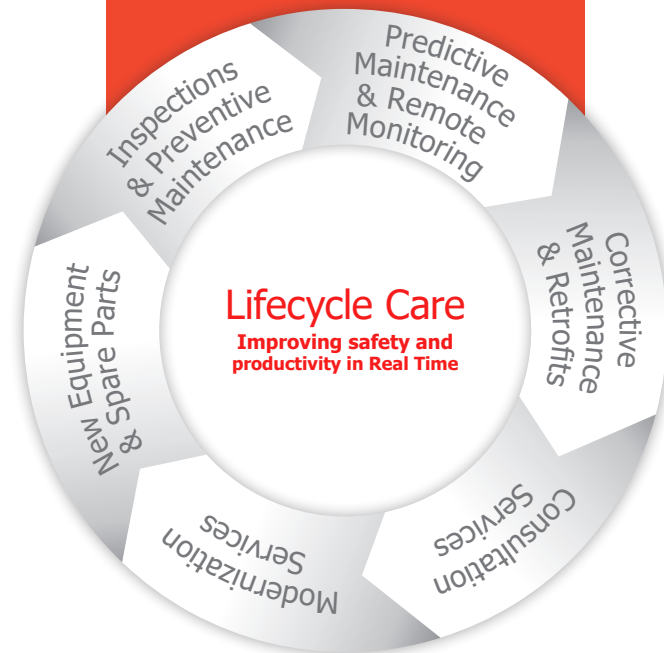 Inspections
& Preventive
Maintenance
Predictive
Maintenance
& Remote
Monitoring
Corrective
Maintenance
& Retrofits
Consultation
Services
Modernization
Services
New Equipment
& Spare Parts
Lifecycle Care
Improving safety and
productivity in Real Time